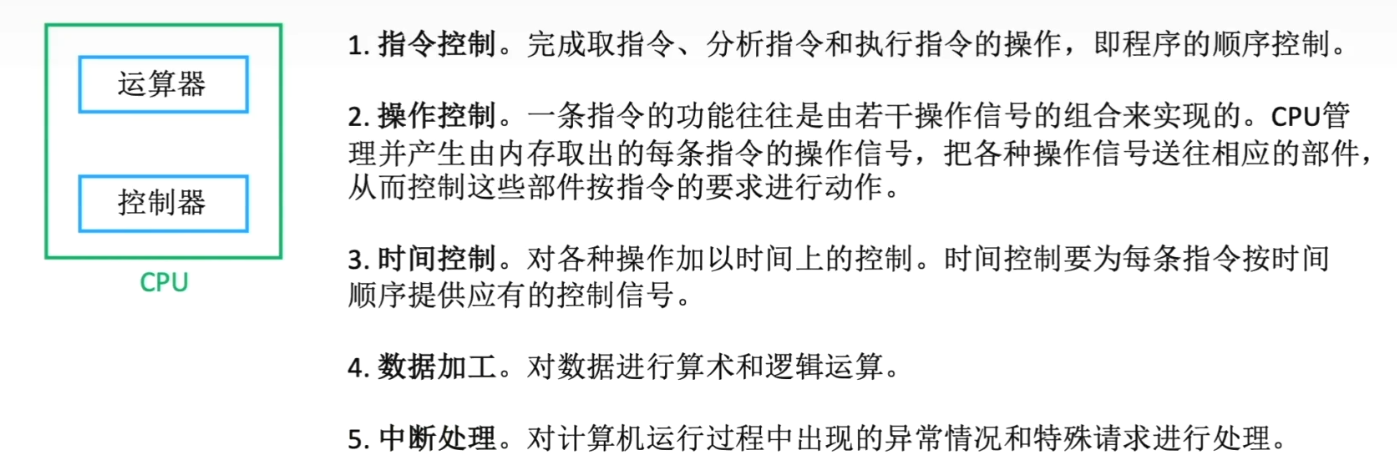 运算器
控制器
CPU
1. 指令控制。完成取指令、分析指令和执行指令的操作，即程序的顺序控制。
2. 操作控制。一条指令的功能往往是由若干操作信号的组合来实现的。CPU管
理并产生由内存取出的每条指令的操作信号，把各种操作信号送往相应的部件，
从而控制这些部件按指令的要求进行动作。
3. 时间控制。对各种操作加以时间上的控制。时间控制要为每条指令按时间
顺序提供应有的控制信号。
4. 数据加工。对数据进行算术和逻辑运算。
5. 中断处理。对计算机运行过程中出现的异常情况和特殊请求进行处理。